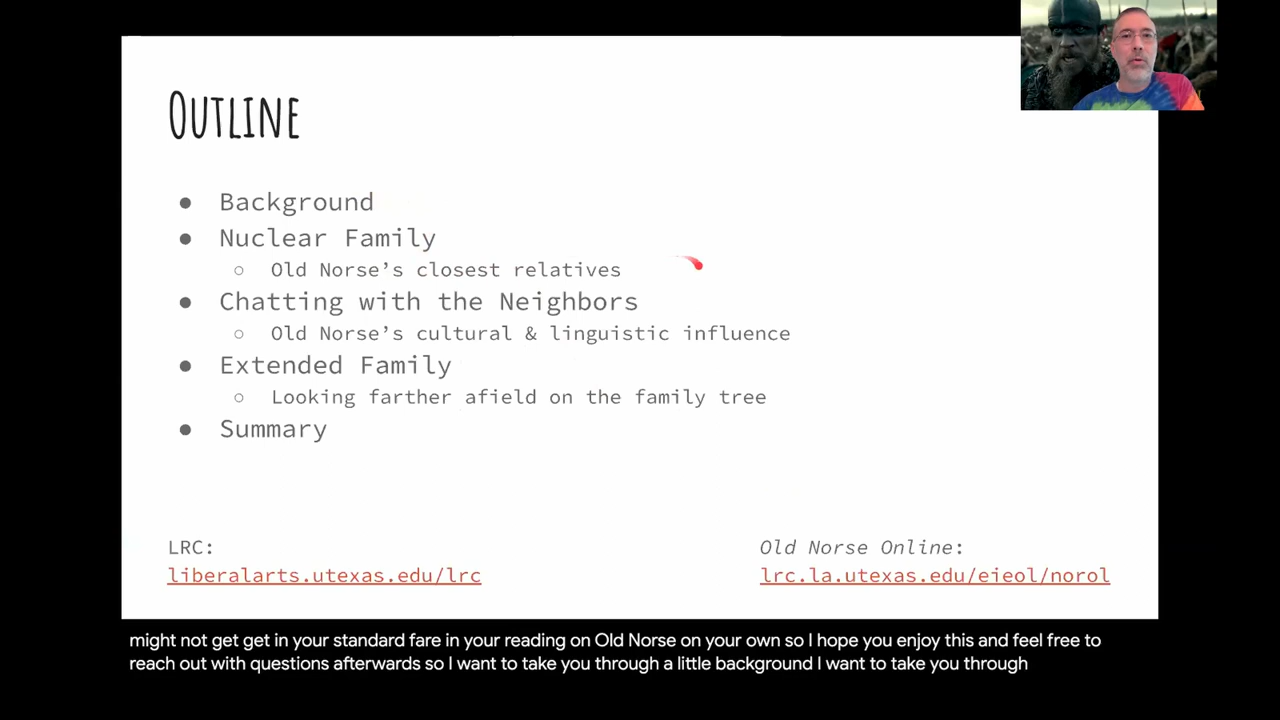 Outline
● Background
● Nuclear Family
○ Old Norse’s closest relatives
● Chatting with the Neighbors
○ Old Norse’s cultural & linguistic influence
● Extended Family
○ Looking farther afield on the family tree
● Summary
LRC:
liberalarts.utexas.edu/lrc
Old Norse Online:
lrc.la.utexas.edu/eieol/norol
might not get get in your standard fare in your reading on Old Norse on your own so I hope you enjoy this and feel free to
reach out with questions afterwards so I want to take you through a little background I want to take you through